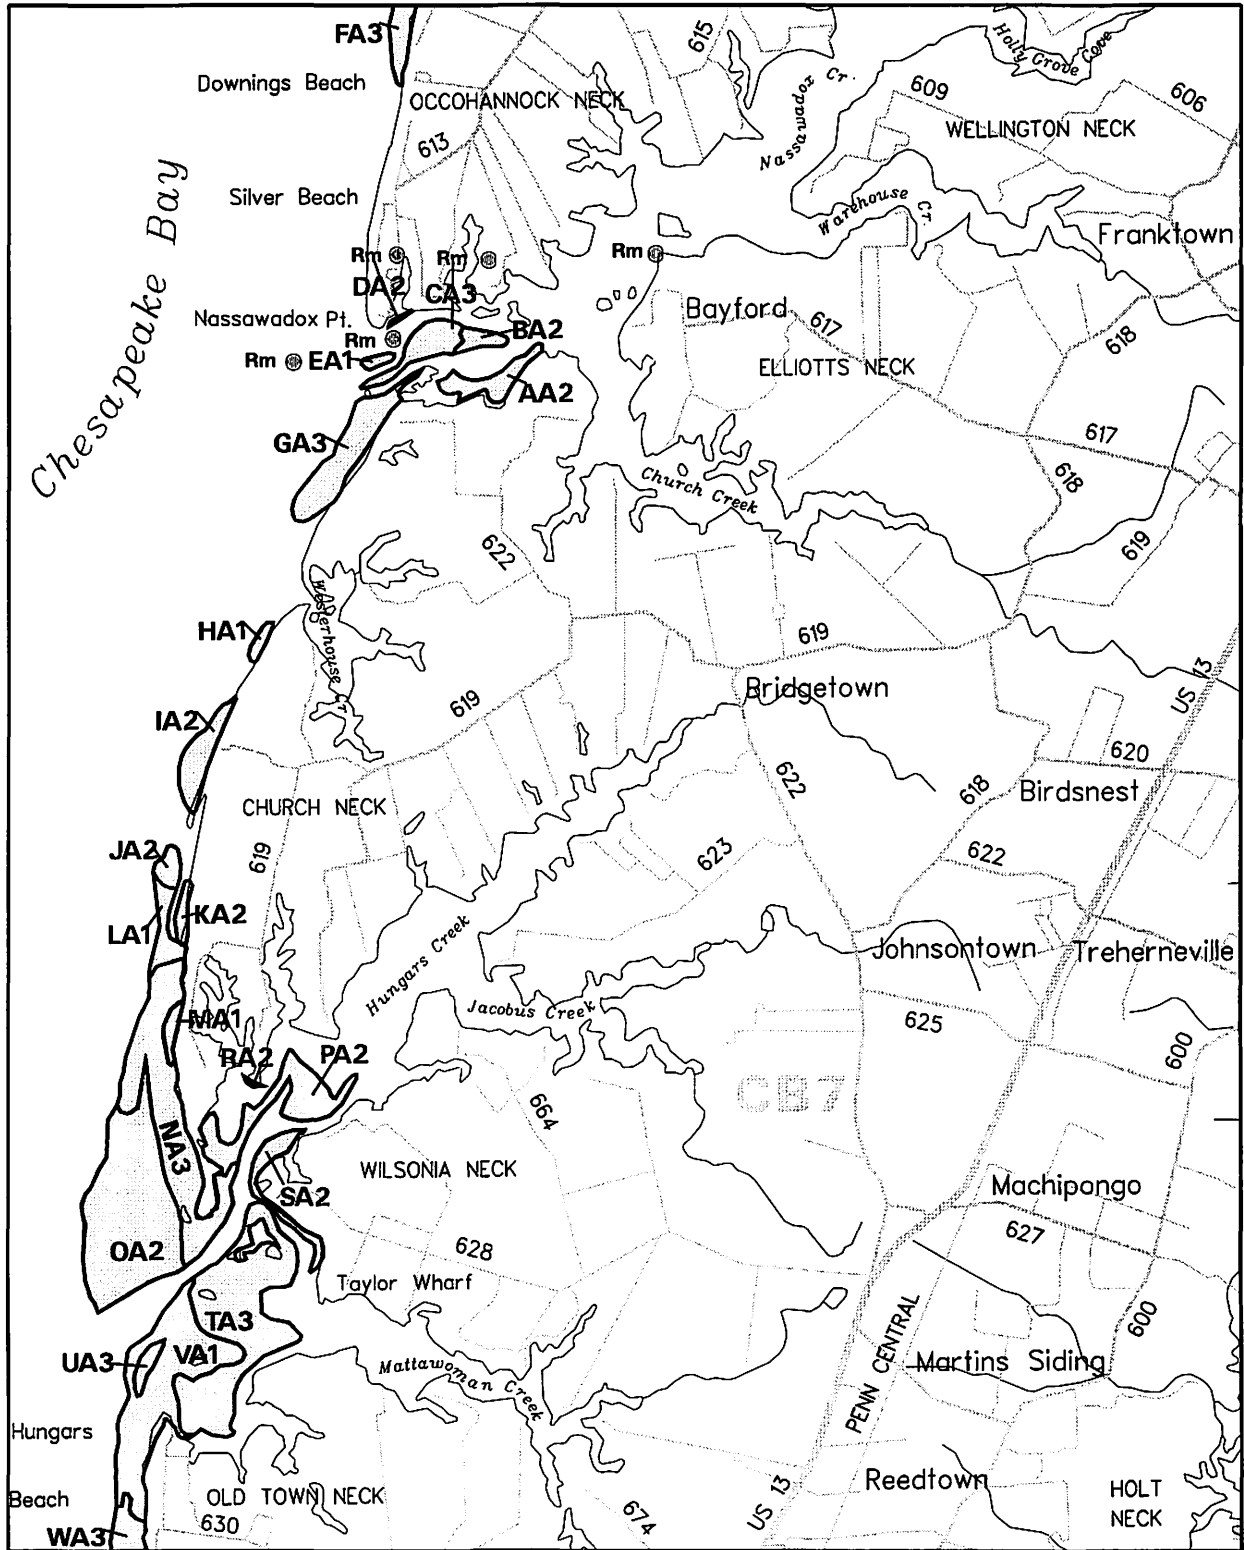 FA3
615
Holly Grove Cove
Downings Beach
OCCOHANNOCK NECK
Nassawadox Cr.
609
606
WELLINGTON NECK
613
Chesapeake Bay
Silver Beach
Warehouse Cr.
Franktown
Rm
Rm
Rm
DA2
CA3
Nassawadox Pt.
Bayford
617
618
Rm
BA2
Rm
EA1
ELLIOTTS NECK
AA2
GA3
617
618
Church Creek
622
619
Westerhouse Cr
HA1
619
Bridgetown
US 13
IA2
619
620
622
618
Birdsnest
CHURCH NECK
619
JA2
623
622
KA2
LA1
Hungars Creek
Johnsontown
Treherneville
Jacobus Creek
MA1
625
600
RA2
PA2
CB7
664
NA3
WILSONIA NECK
SA2
Machipongo
627
OA2
628
Taylor Wharf
TA3
600
PENN CENTRAL
UA3
VA1
Mattawoman Creek
Martins Siding
Hungars
Beach
Reedtown
OLD TOWN NECK
HOLT
NECK
630
US 13
674
WA3